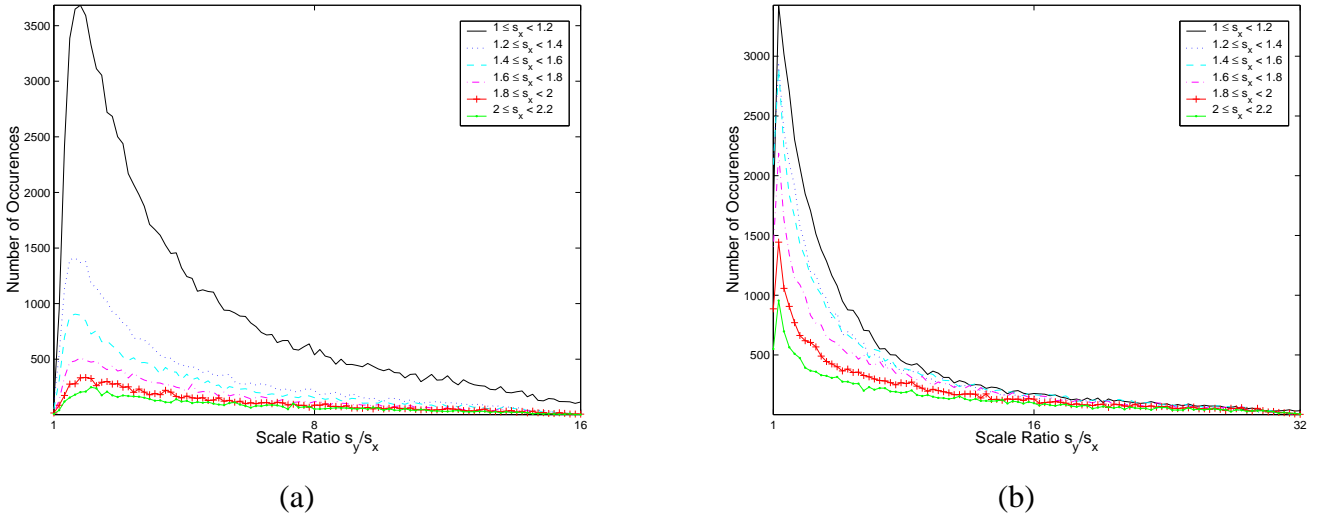 3500
3000
2500
2000
1500
1000
500
1
8
16
Number of Occurences
Scale Ratio s_y/s_x
1 ≤ s_x < 1.2
1.2 ≤ s_x < 1.4
1.4 ≤ s_x < 1.6
1.6 ≤ s_x < 1.8
1.8 ≤ s_x < 2
2 ≤ s_x < 2.2
(a)
3000
2500
2000
1500
1000
500
1
16
32
Number of Occurences
Scale Ratio s_y/s_x
1 ≤ s_x < 1.2
1.2 ≤ s_x < 1.4
1.4 ≤ s_x < 1.6
1.6 ≤ s_x < 1.8
1.8 ≤ s_x < 2
2 ≤ s_x < 2.2
(b)